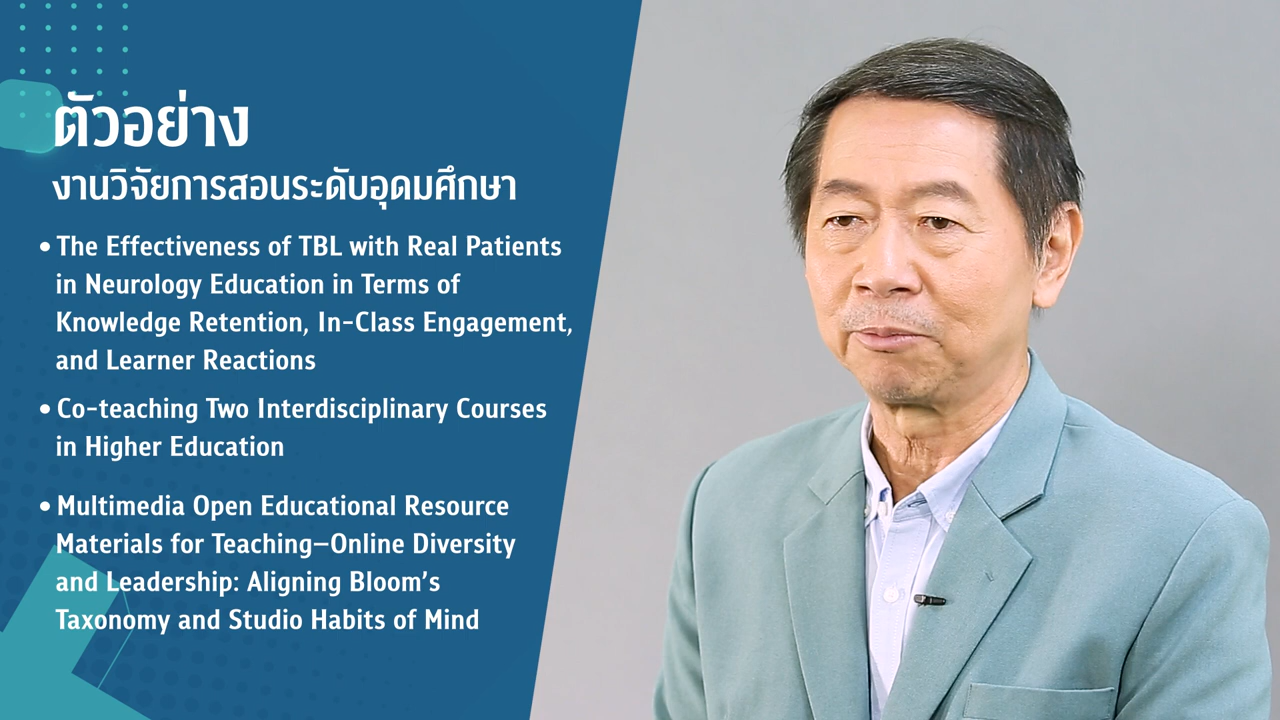 ตัวอย่าง
งานวิจัยการสอนระดับอุดมศึกษา
• The Effectiveness of TBL with Real Patients
in Neurology Education in Terms of
Knowledge Retention, In-Class Engagement,
and Learner Reactions
• Co-teaching Two Interdisciplinary Courses
in Higher Education
• Multimedia Open Educational Resource
Materials for Teaching—Online Diversity
and Leadership: Aligning Bloom's
Taxonomy and Studio Habits of Mind